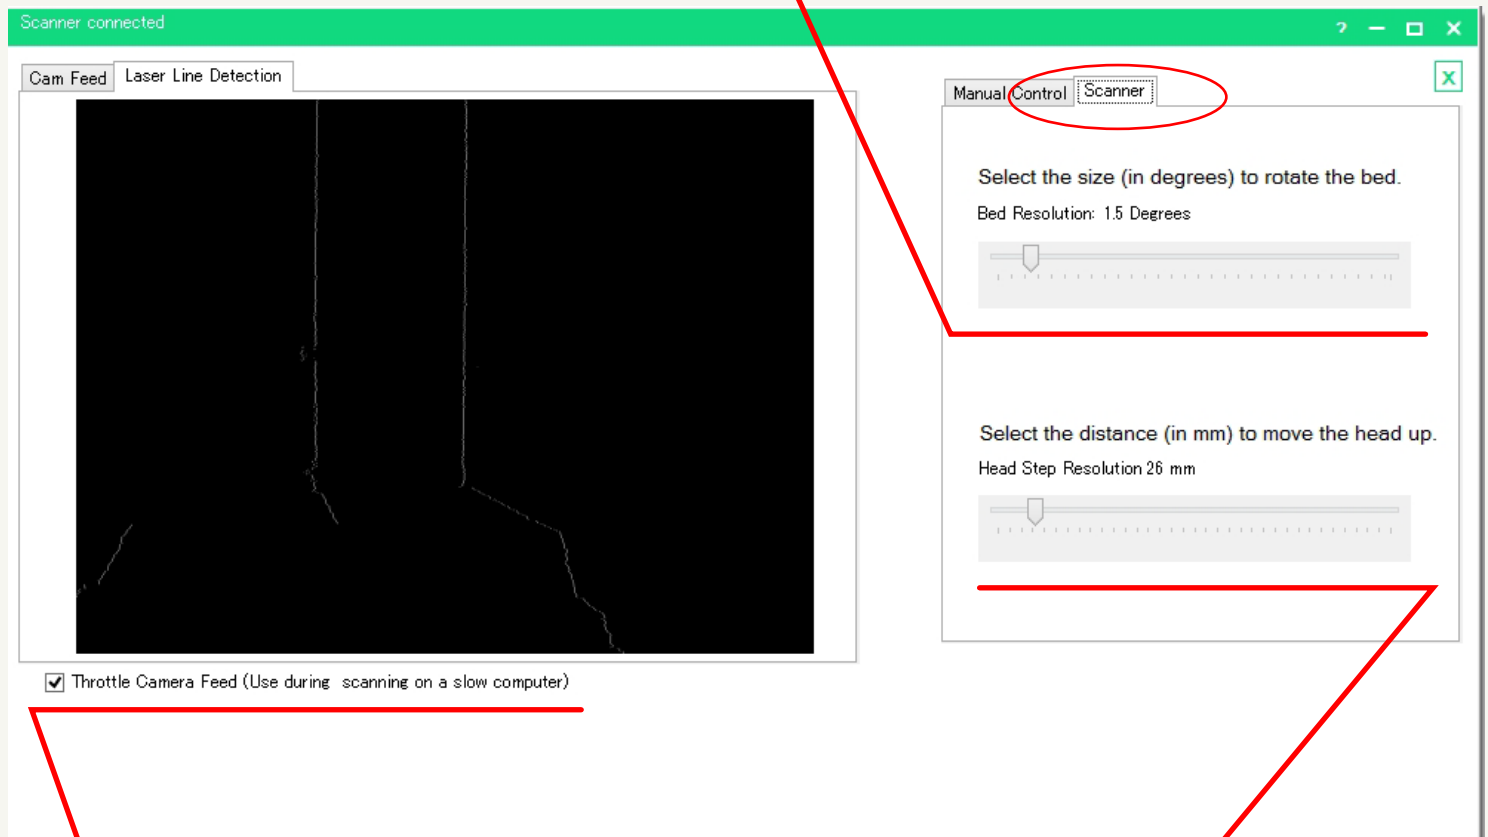 Scanner connected
?
Cam Feed
Laser Line Detection
Manual Control
Scanner
X
Select the size (in degrees) to rotate the bed.
Bed Resolution: 1.5 Degrees
Select the distance (in mm) to move the head up.
Head Step Resolution 26 mm
Throttle Camera Feed (Use during scanning on a slow computer)